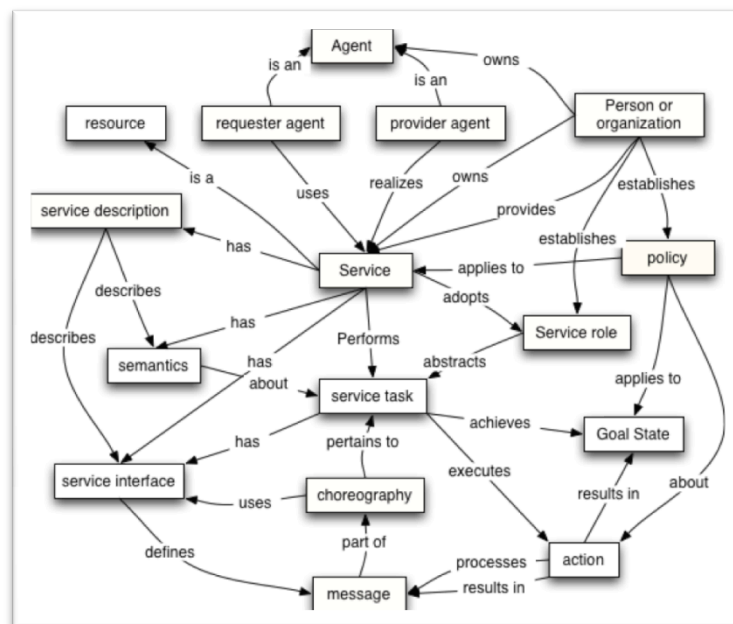 Agent
is an
owns
is an
resource
requester agent
provider agent
Person or
organization
is a
uses
realizes
owns
establishes
service description
provides
has
establishes
Service
applies to
policy
describes
adopts
has
Performs
Service role
describes
semantics
has
abstracts
about
service task
applies to
achieves
has
pertains to
Goal State
service interface
uses
choreography
executes
results in
about
defines
part of
processes
action
results in
message